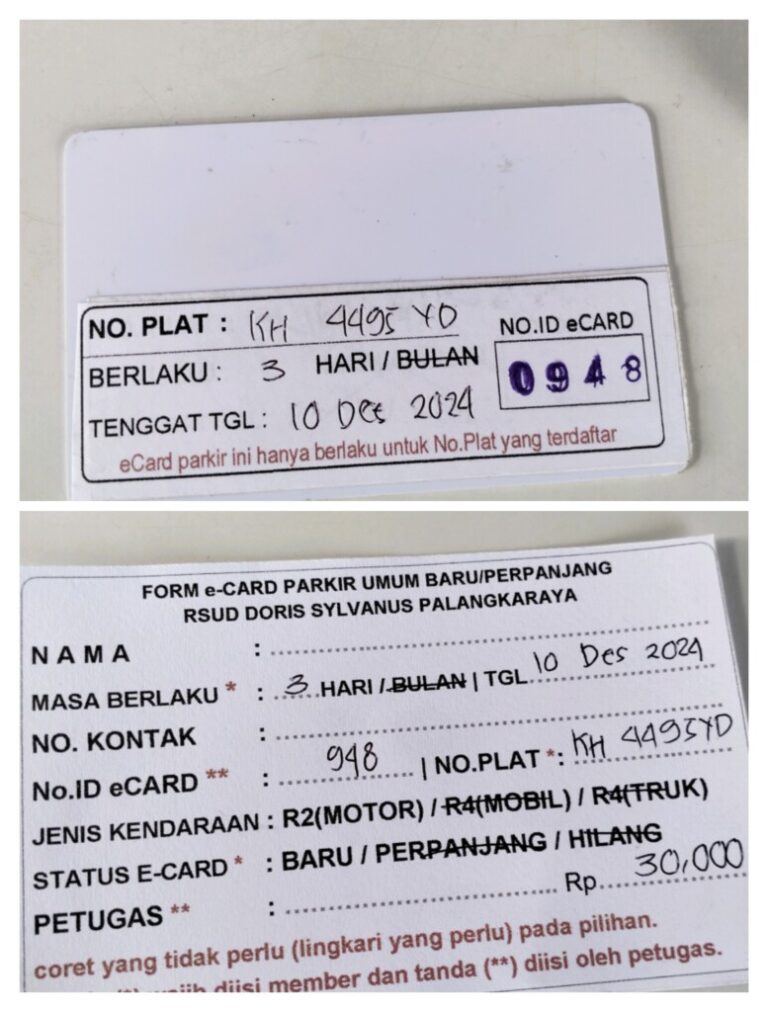 NO. PLAT : KH 4495 YD
NO.ID eCARD
BERLAKU : 3 HARI / BULAN
0948
TENGGAT TGL : 10 Des 2024
eCard parkir ini hanya berlaku untuk No.Plat yang terdaftar
FORM e-CARD PARKIR UMUM BARU/PERPANJANG
RSUD DORIS SYLVANUS PALANGKARAYA
NAMA :
MASA BERLAKU * : 3 HARI / BULAN | TGL 10 Des 2024
NO. KONTAK :
No.ID eCARD ** : 948 | NO.PLAT *: KH 4495YD
JENIS KENDARAAN : R2(MOTOR) / R4(MOBIL) / R4(TRUK)
STATUS E-CARD * : BARU / PERPANJANG / HILANG
PETUGAS ** : Rp. 30,000
coret yang tidak perlu (lingkari yang perlu) pada pilihan.
diisi member dan tanda (**) diisi oleh petugas.